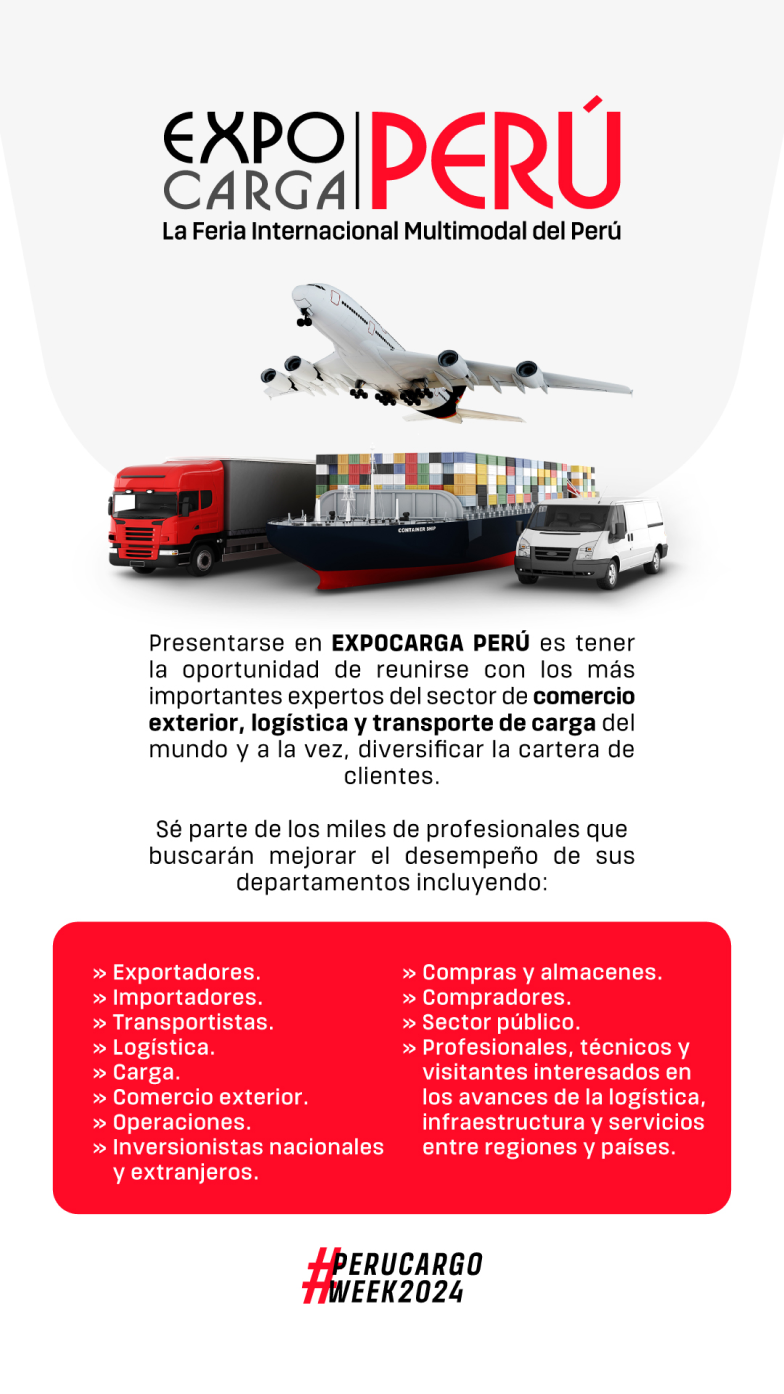 EXPO
CARGA
PERÚ
La Feria Internacional Multimodal del Perú
CONTAINER SHIP
Presentarse en EXPOCARGA PERÚ es tener
la oportunidad de reunirse con los más
importantes expertos del sector de comercio
exterior, logística y transporte de carga del
mundo y a la vez, diversificar la cartera de
clientes.
Sé parte de los miles de profesionales que
buscarán mejorar el desempeño de sus
departamentos incluyendo:
» Exportadores.
» Importadores.
» Transportistas.
» Logística.
» Carga.
» Comercio exterior.
» Operaciones.
» Inversionistas nacionales
y extranjeros.
» Compras y almacenes.
» Compradores.
» Sector público.
» Profesionales, técnicos y
visitantes interesados en
los avances de la logística,
infraestructura y servicios
entre regiones y países.
#PERUCARGO
WEEK2024